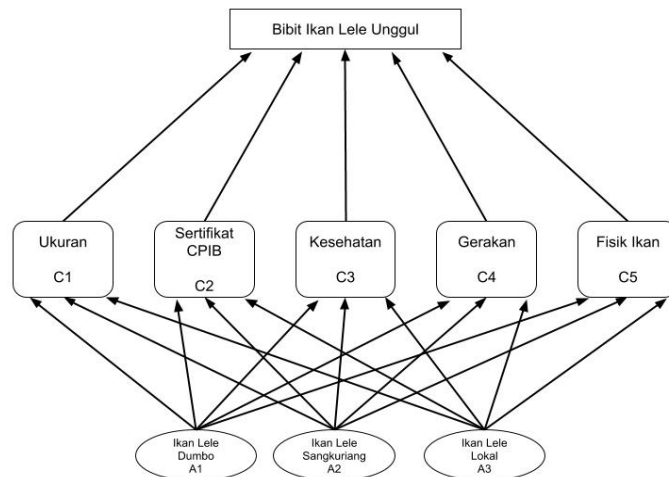 Bibit Ikan Lele Unggul
Ukuran
C1
Sertifikat
CPIB
C2
Kesehatan
C3
Gerakan
C4
Fisik Ikan
C5
Ikan Lele
Dumbo
A1
Ikan Lele
Sangkuriang
A2
Ikan Lele
Lokal
A3